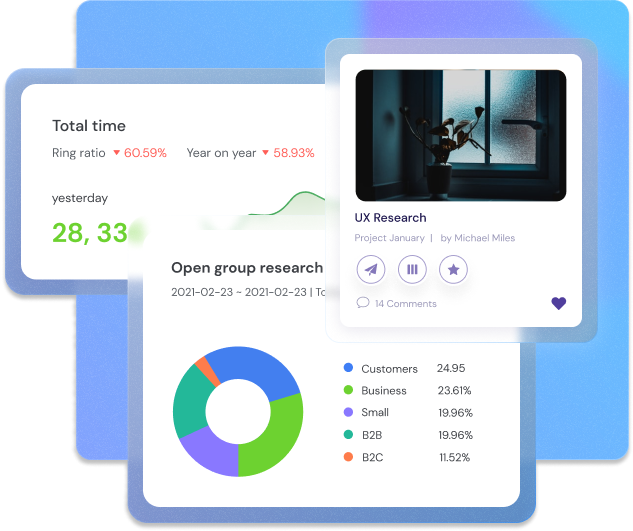 Total time
Ring ratio 60.59% Year on year 58.93%
yesterday
28, 33
Open group research
2021-02-23 ~ 2021-02-23 |
UX Research
Project January | by Michael Miles
14 Comments
Customers 24.95
Business 23.61%
Small 19.96%
B2B 19.96%
B2C 11.52%